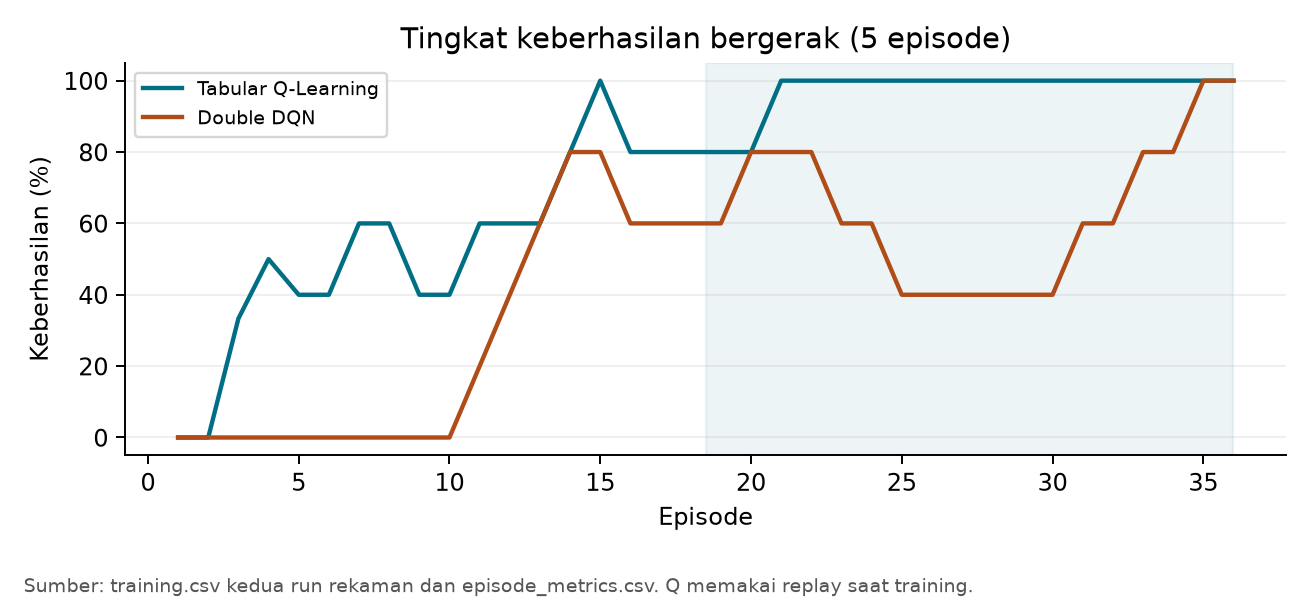 Tingkat keberhasilan bergerak (5 episode)
Tabular Q-Learning
Double DQN
Keberhasilan (%)
100
80
60
40
20
0
0 5 10 15 20 25 30 35
Episode
Sumber: training.csv kedua run rekaman dan episode_metrics.csv. Q memakai replay saat training.